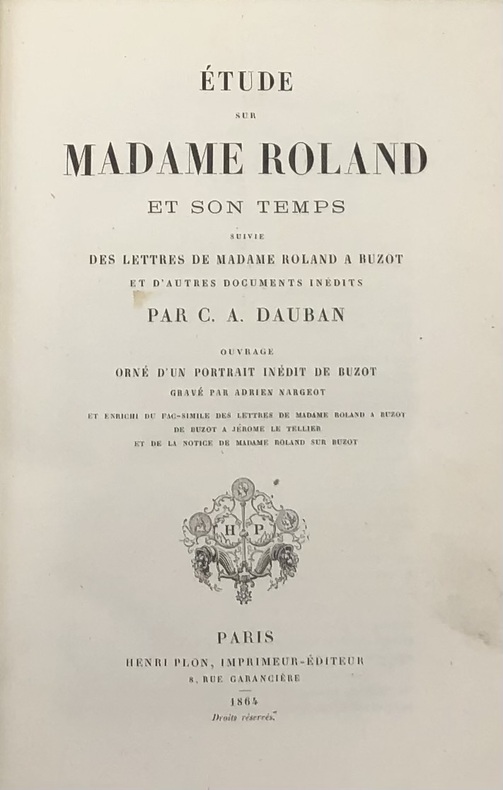 ÉTUDE
SUR
MADAME ROLAND
ET SON TEMPS
SUIVIE
DES LETTRES DE MADAME ROLAND A BUZOT
ET D'AUTRES DOCUMENTS INÉDITS
PAR C. A. DAUBAN
OUVRAGE
ORNÉ D'UN PORTRAIT INÉDIT DE BUZOT
GRAVÉ PAR ADRIEN NARGEOT
ET ENRICHI DU FAC-SIMILE DES LETTRES DE MADAME ROLAND A BUZOT
DE BUZOT A JÉROME LE TELLIER
ET DE LA NOTICE DE MADAME ROLAND SUR BUZOT
H P
PARIS
HENRI PLON, IMPRIMEUR-ÉDITEUR
8, RUE GARANCIÈRE
1864
Droits réservés.